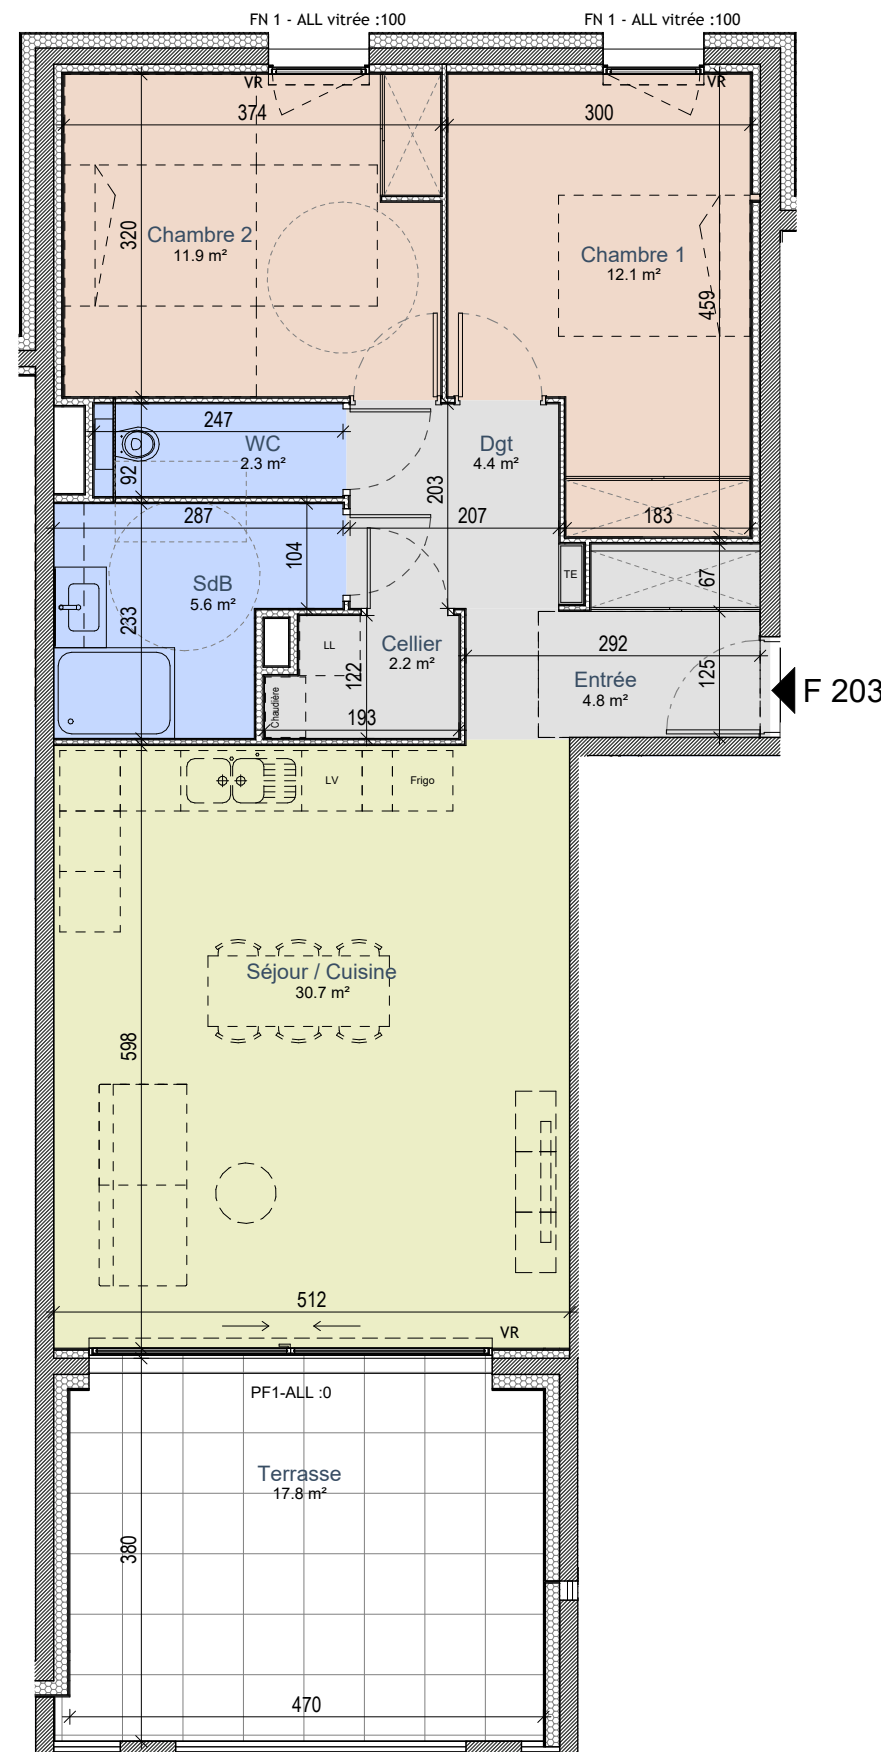 FN 1 - ALL vitrée :100
FN 1 - ALL vitrée :100
VR
VR
374
300
320
Chambre 2
11.9 m²
Chambre 1
12.1 m²
459
247
WC
2.3 m²
92
Dgt
4.4 m²
203
287
207
183
104
SdB
5.6 m²
233
TE
67
LL
Cellier
2.2 m²
122
292
Entrée
4.8 m²
125
F 203
Chaudière
193
LV
Frigo
Séjour / Cuisine
30.7 m²
598
512
VR
PF1-ALL :0
Terrasse
17.8 m²
380
470